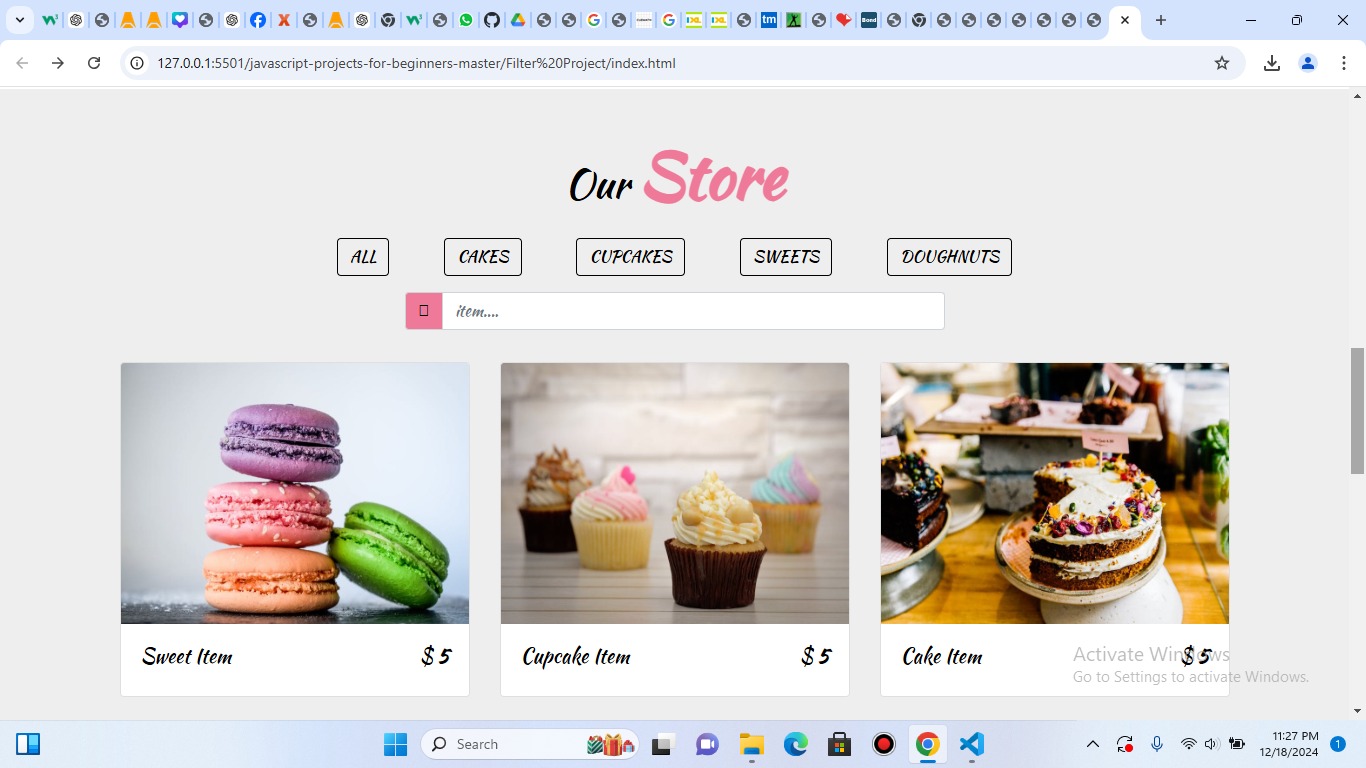 127.0.0.1:5501/javascript-projects-for-beginners-master/Filter%20Project/index.html
Our Store
ALL CAKES CUPCAKES SWEETS DOUGHNUTS
item....
Sweet Item $ 5 Cupcake Item $ 5 Cake Item $ 5
Activate Windows
Go to Settings to activate Windows.
Search
11:27 PM
12/18/2024
1